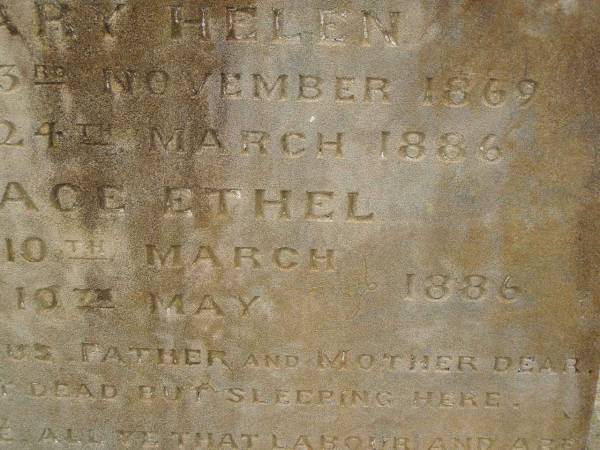 ARY HELEN
3RD NOVEMBER 1869
24TH MARCH 1886
ACE ETHEL
10TH MARCH
10TH MAY 1886
US FATHER AND MOTHER DEAR.
DEAD BUT SLEEPING HERE.
ALL YE THAT LABOUR AND ARE